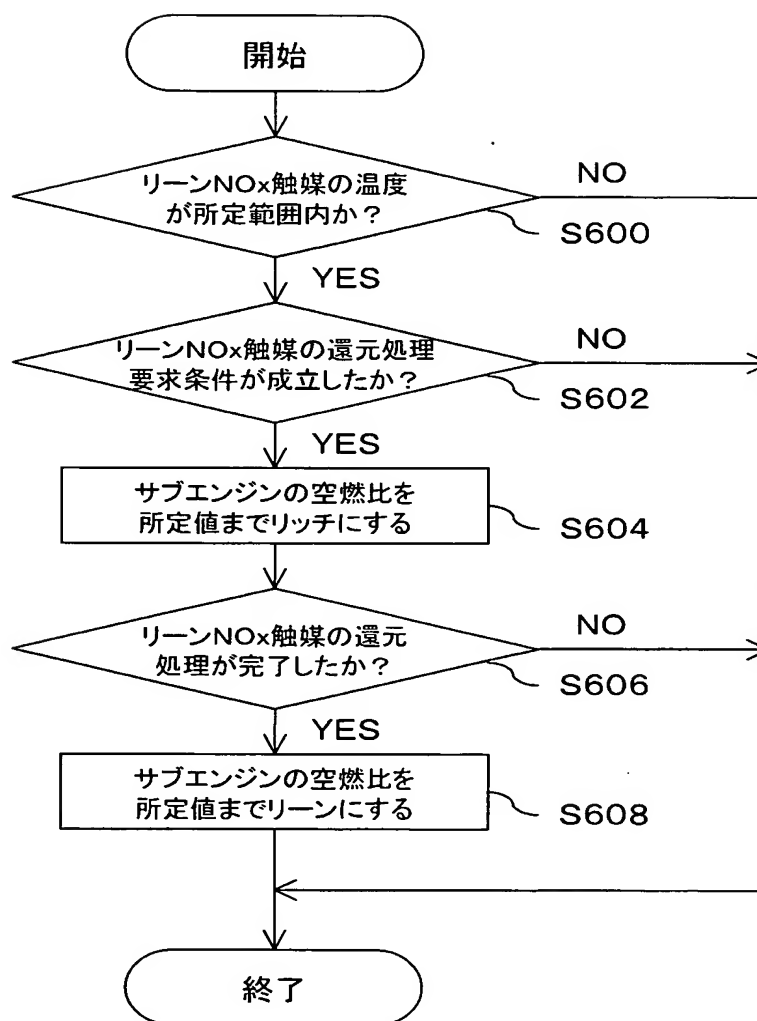 開始
リーンNOx触媒の温度
が所定範囲内か？
NO
S600
YES
リーンNOx触媒の還元処理
要求条件が成立したか？
NO
S602
YES
サブエンジンの空燃比を
所定値までリッチにする
S604
リーンNOx触媒の還元
処理が完了したか？
NO
S606
YES
サブエンジンの空燃比を
所定値までリーンにする
S608
終了